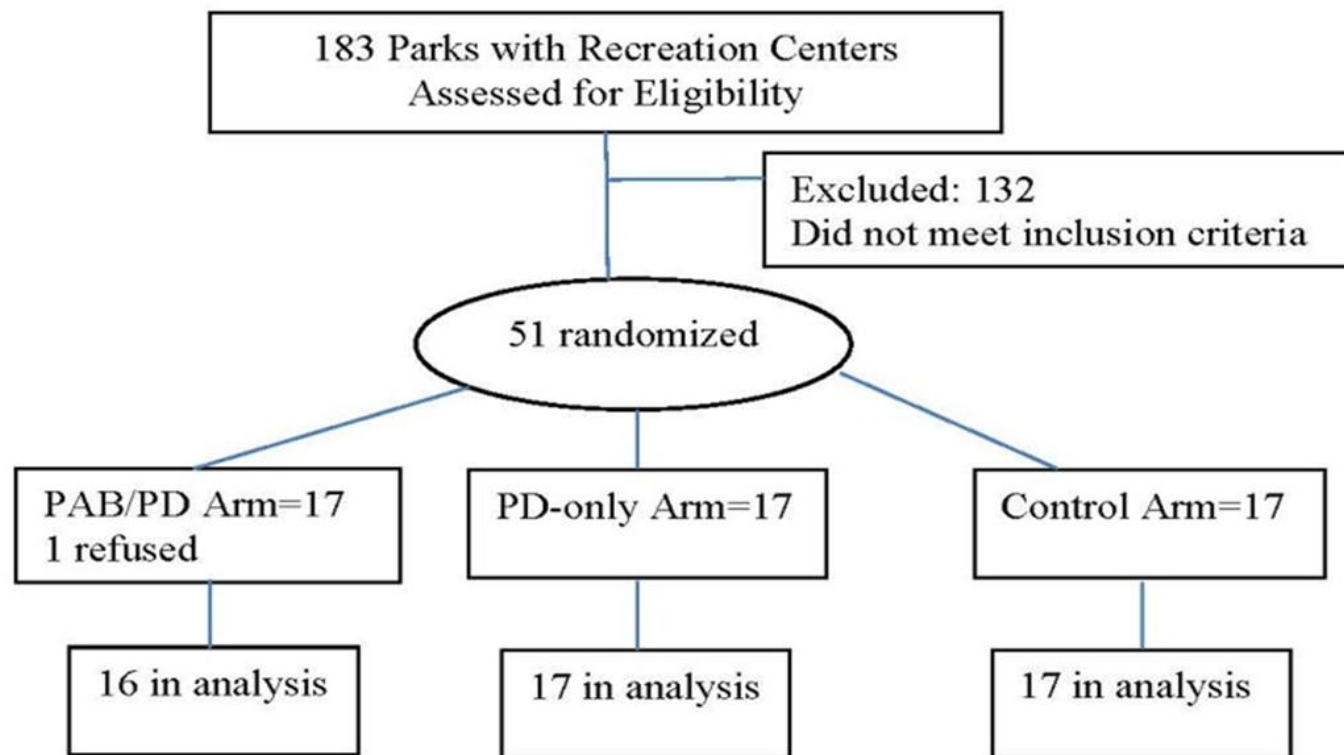 183 Parks with Recreation Centers
Assessed for Eligibility
Excluded: 132
Did not meet inclusion criteria
51 randomized
PAB/PD Arm=17
1 refused
PD-only Arm=17
Control Arm=17
16 in analysis
17 in analysis
17 in analysis